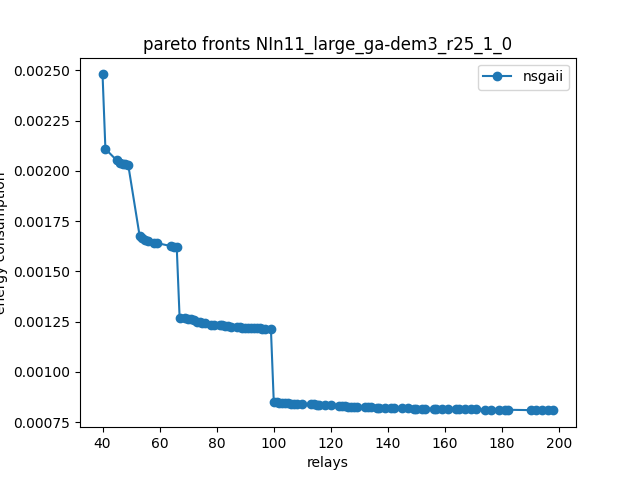 pareto fronts NIn11_large_ga-dem3_r25_1_0
nsgaii
0.00250
0.00225
0.00200
0.00175
0.00150
0.00125
0.00100
0.00075
energy consumption
40 60 80 100 120 140 160 180 200
relays